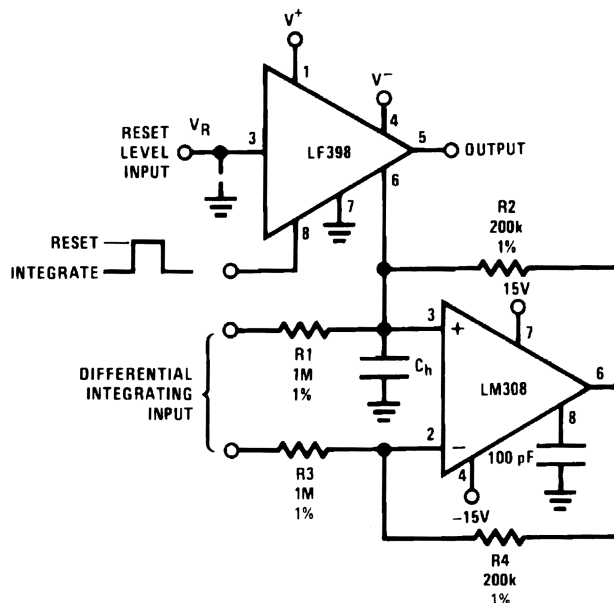 V+
1
V−
4
VR
RESET
LEVEL
INPUT
3
LF398
5
OUTPUT
6
7
8
RESET
INTEGRATE
R2
200k
1%
15V
7
DIFFERENTIAL
INTEGRATING
INPUT
R1
1M
1%
Ch
3
+
LM308
6
8
2
−
100 pF
4
−15V
R3
1M
1%
R4
200k
1%